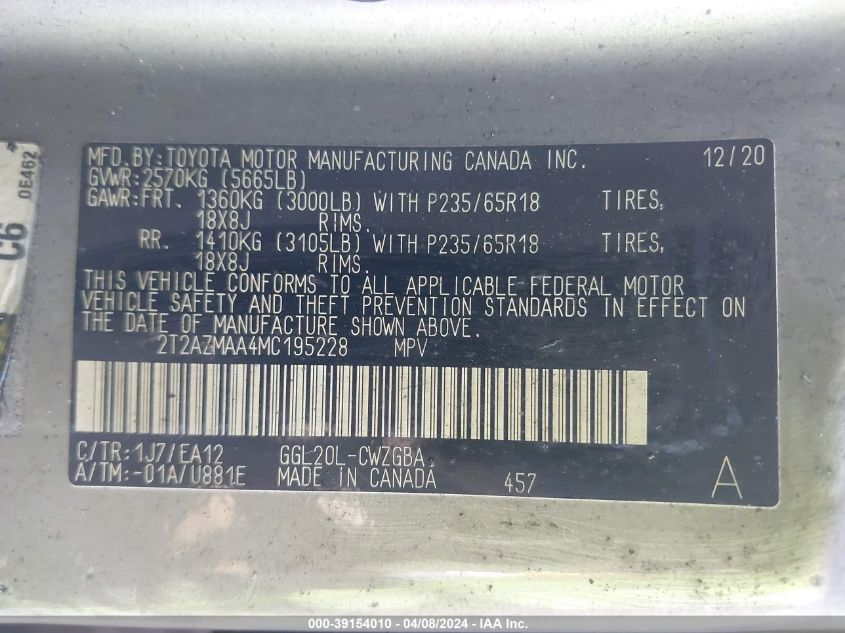 MFD.BY:TOYOTA MOTOR MANUFACTURING CANADA INC. 12/20
GVWR:2570KG (5665LB)
GAWR:FRT. 1360KG (3000LB) WITH P235/65R18 TIRES,
18X8J RIMS.
RR. 1410KG (3105LB) WITH P235/65R18 TIRES,
18X8J RIMS.
THIS VEHICLE CONFORMS TO ALL APPLICABLE FEDERAL MOTOR
VEHICLE SAFETY AND THEFT PREVENTION STANDARDS IN EFFECT ON
THE DATE OF MANUFACTURE SHOWN ABOVE.
2T2AZMAA4MC195228 MPV
C/TR:1J7/EA12 GGL20L-CWZGBA
A/TM:-01A/U881E MADE IN CANADA 457 A
C6
0E462
000-39154010 - 04/08/2024 - IAA Inc.